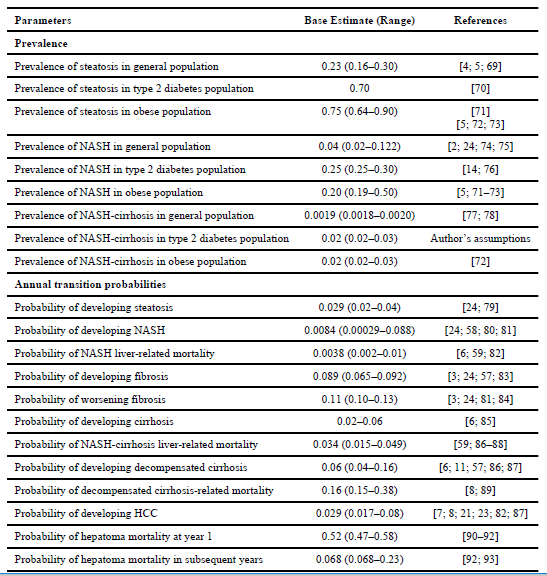 Parameters Base Estimate (Range) References
Prevalence
Prevalence of steatosis in general population 0.23 (0.16–0.30) [4; 5; 69]
Prevalence of steatosis in type 2 diabetes population 0.70 [70]
Prevalence of steatosis in obese population 0.75 (0.64–0.90) [71]
[5; 72; 73]
Prevalence of NASH in general population 0.04 (0.02–0.122) [2; 24; 74; 75]
Prevalence of NASH in type 2 diabetes population 0.25 (0.25–0.30) [14; 76]
Prevalence of NASH in obese population 0.20 (0.19–0.50) [5; 71–73]
Prevalence of NASH-cirrhosis in general population 0.0019 (0.0018–0.0020) [77; 78]
Prevalence of NASH-cirrhosis in type 2 diabetes population 0.02 (0.02–0.03) Author's assumptions
Prevalence of NASH-cirrhosis in obese population 0.02 (0.02–0.03) [72]
Annual transition probabilities
Probability of developing steatosis 0.029 (0.02–0.04) [24; 79]
Probability of developing NASH 0.0084 (0.00029–0.088) [24; 58; 80; 81]
Probability of NASH liver-related mortality 0.0038 (0.002–0.01) [6; 59; 82]
Probability of developing fibrosis 0.089 (0.065–0.092) [3; 24; 57; 83]
Probability of worsening fibrosis 0.11 (0.10–0.13) [3; 24; 81; 84]
Probability of developing cirrhosis 0.02–0.06 [6; 85]
Probability of NASH-cirrhosis liver-related mortality 0.034 (0.015–0.049) [59; 86–88]
Probability of developing decompensated cirrhosis 0.06 (0.04–0.16) [6; 11; 57; 86; 87]
Probability of decompensated cirrhosis-related mortality 0.16 (0.15–0.38) [8; 89]
Probability of developing HCC 0.029 (0.017–0.08) [7; 8; 21; 23; 82; 87]
Probability of hepatoma mortality at year 1 0.52 (0.47–0.58) [90–92]
Probability of hepatoma mortality in subsequent years 0.068 (0.068–0.23) [92; 93]